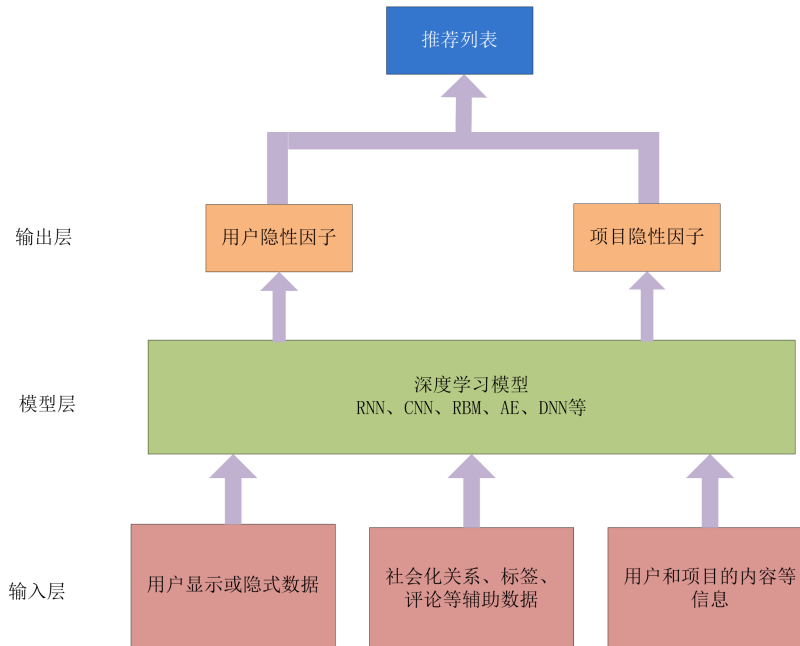 推荐列表
输出层
用户隐性因子
项目隐性因子
模型层
深度学习模型
RNN、CNN、RBM、AE、DNN等
输入层
用户显示或隐式数据
社会化关系、标签、
评论等辅助数据
用户和项目的内容等
信息